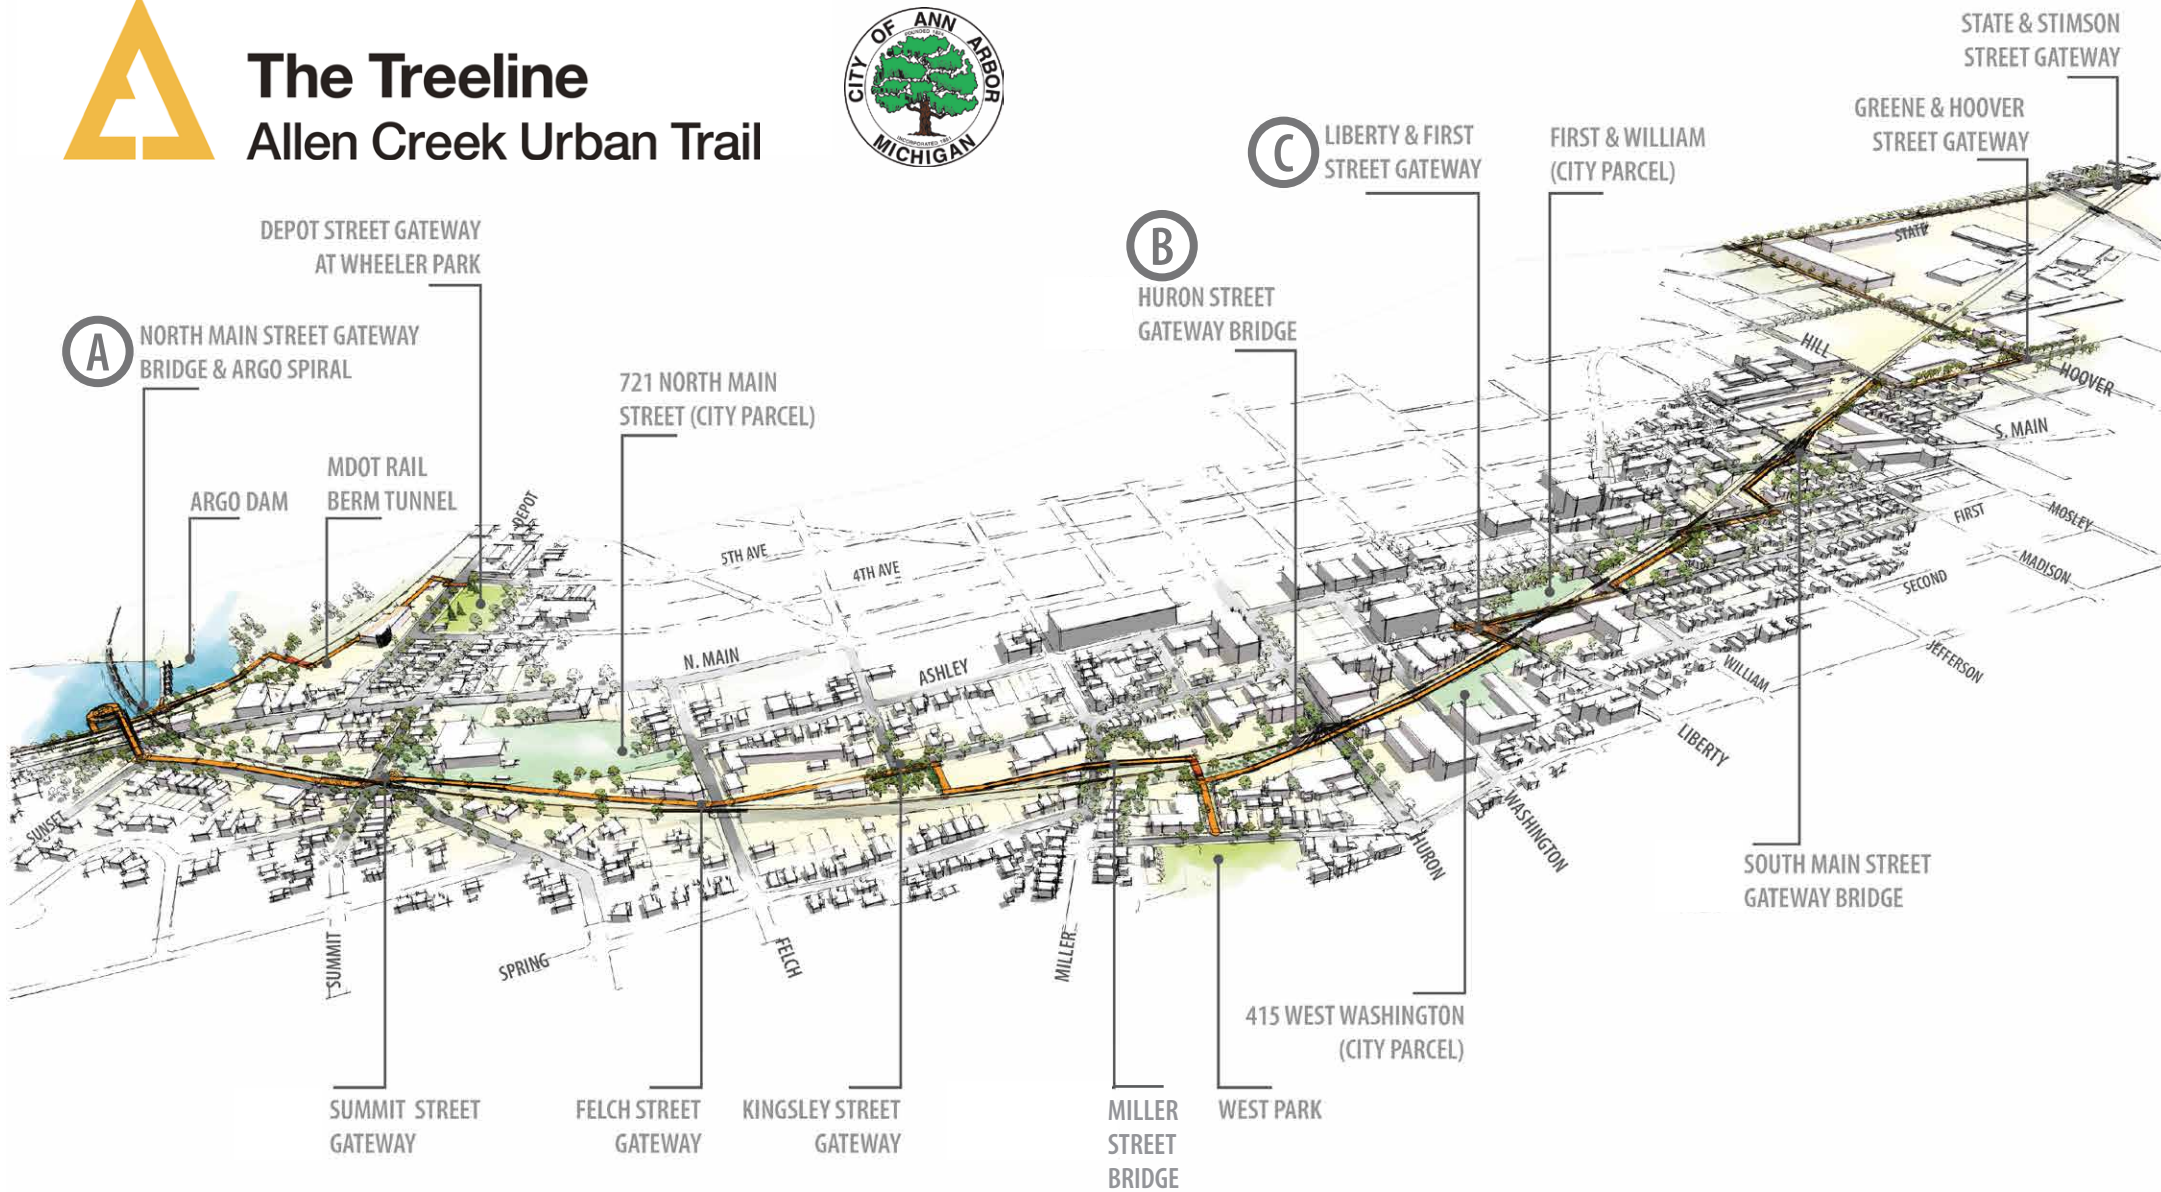 The Treeline
Allen Creek Urban Trail
CITY OF ANN ARBOR
MICHIGAN
FOUNDED 1824
INCORPORATED 1851
STATE & STIMSON
STREET GATEWAY
GREENE & HOOVER
STREET GATEWAY
C
LIBERTY & FIRST
STREET GATEWAY
FIRST & WILLIAM
(CITY PARCEL)
DEPOT STREET GATEWAY
AT WHEELER PARK
B
HURON STREET
GATEWAY BRIDGE
A
NORTH MAIN STREET GATEWAY
BRIDGE & ARGO SPIRAL
721 NORTH MAIN
STREET (CITY PARCEL)
MDOT RAIL
BERM TUNNEL
ARGO DAM
STATE
HILL
HOOVER
S. MAIN
DEPOT
5TH AVE
4TH AVE
FIRST
MOSLEY
MADISON
SECOND
N. MAIN
ASHLEY
JEFFERSON
WILLIAM
LIBERTY
SUNSET
WASHINGTON
HURON
SOUTH MAIN STREET
GATEWAY BRIDGE
SUMMIT
SPRING
FELCH
MILLER
415 WEST WASHINGTON
(CITY PARCEL)
SUMMIT STREET
GATEWAY
FELCH STREET
GATEWAY
KINGSLEY STREET
GATEWAY
MILLER
STREET
BRIDGE
WEST PARK